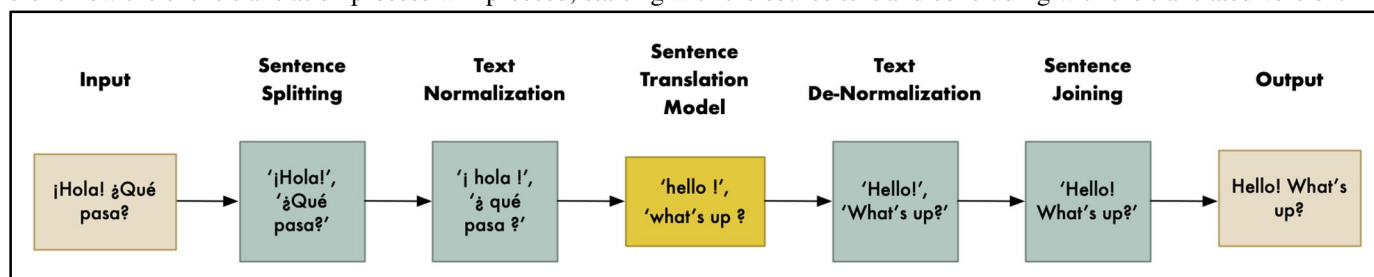 Input
Sentence
Splitting
Text
Normalization
Sentence
Translation
Model
Text
De-Normalization
Sentence
Joining
Output
¡Hola! ¿Qué
pasa?
‘¡Hola!’,
‘¿Qué
pasa?’
‘¡ hola !’,
‘¿ qué
pasa ?’
‘hello !’,
‘what’s up ?
‘Hello!’,
‘What’s up?’
‘Hello!
What’s up?’
Hello! What’s
up?